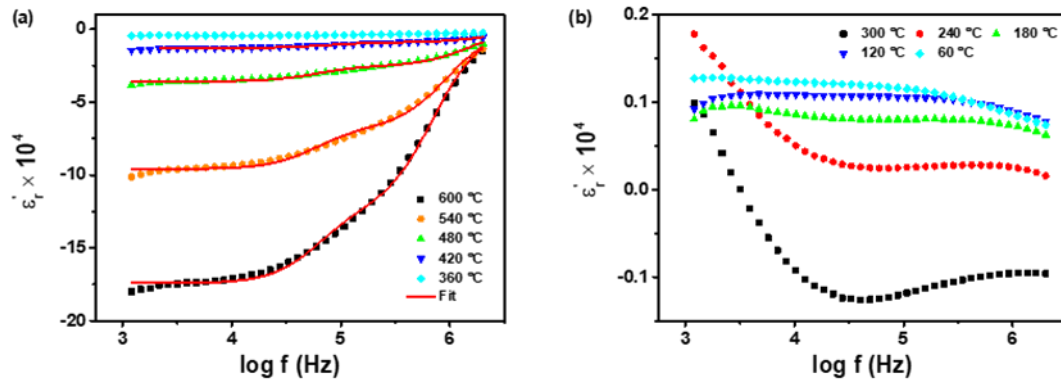 (a)
0
-5
-10
-15
-20
ε'r × 10⁴
600 °C
540 °C
480 °C
420 °C
360 °C
Fit
3 4 5 6
log f (Hz)
(b)
0.2
0.1
0.0
-0.1
ε'r × 10⁴
300 °C 240 °C 180 °C
120 °C 60 °C
3 4 5 6
log f (Hz)